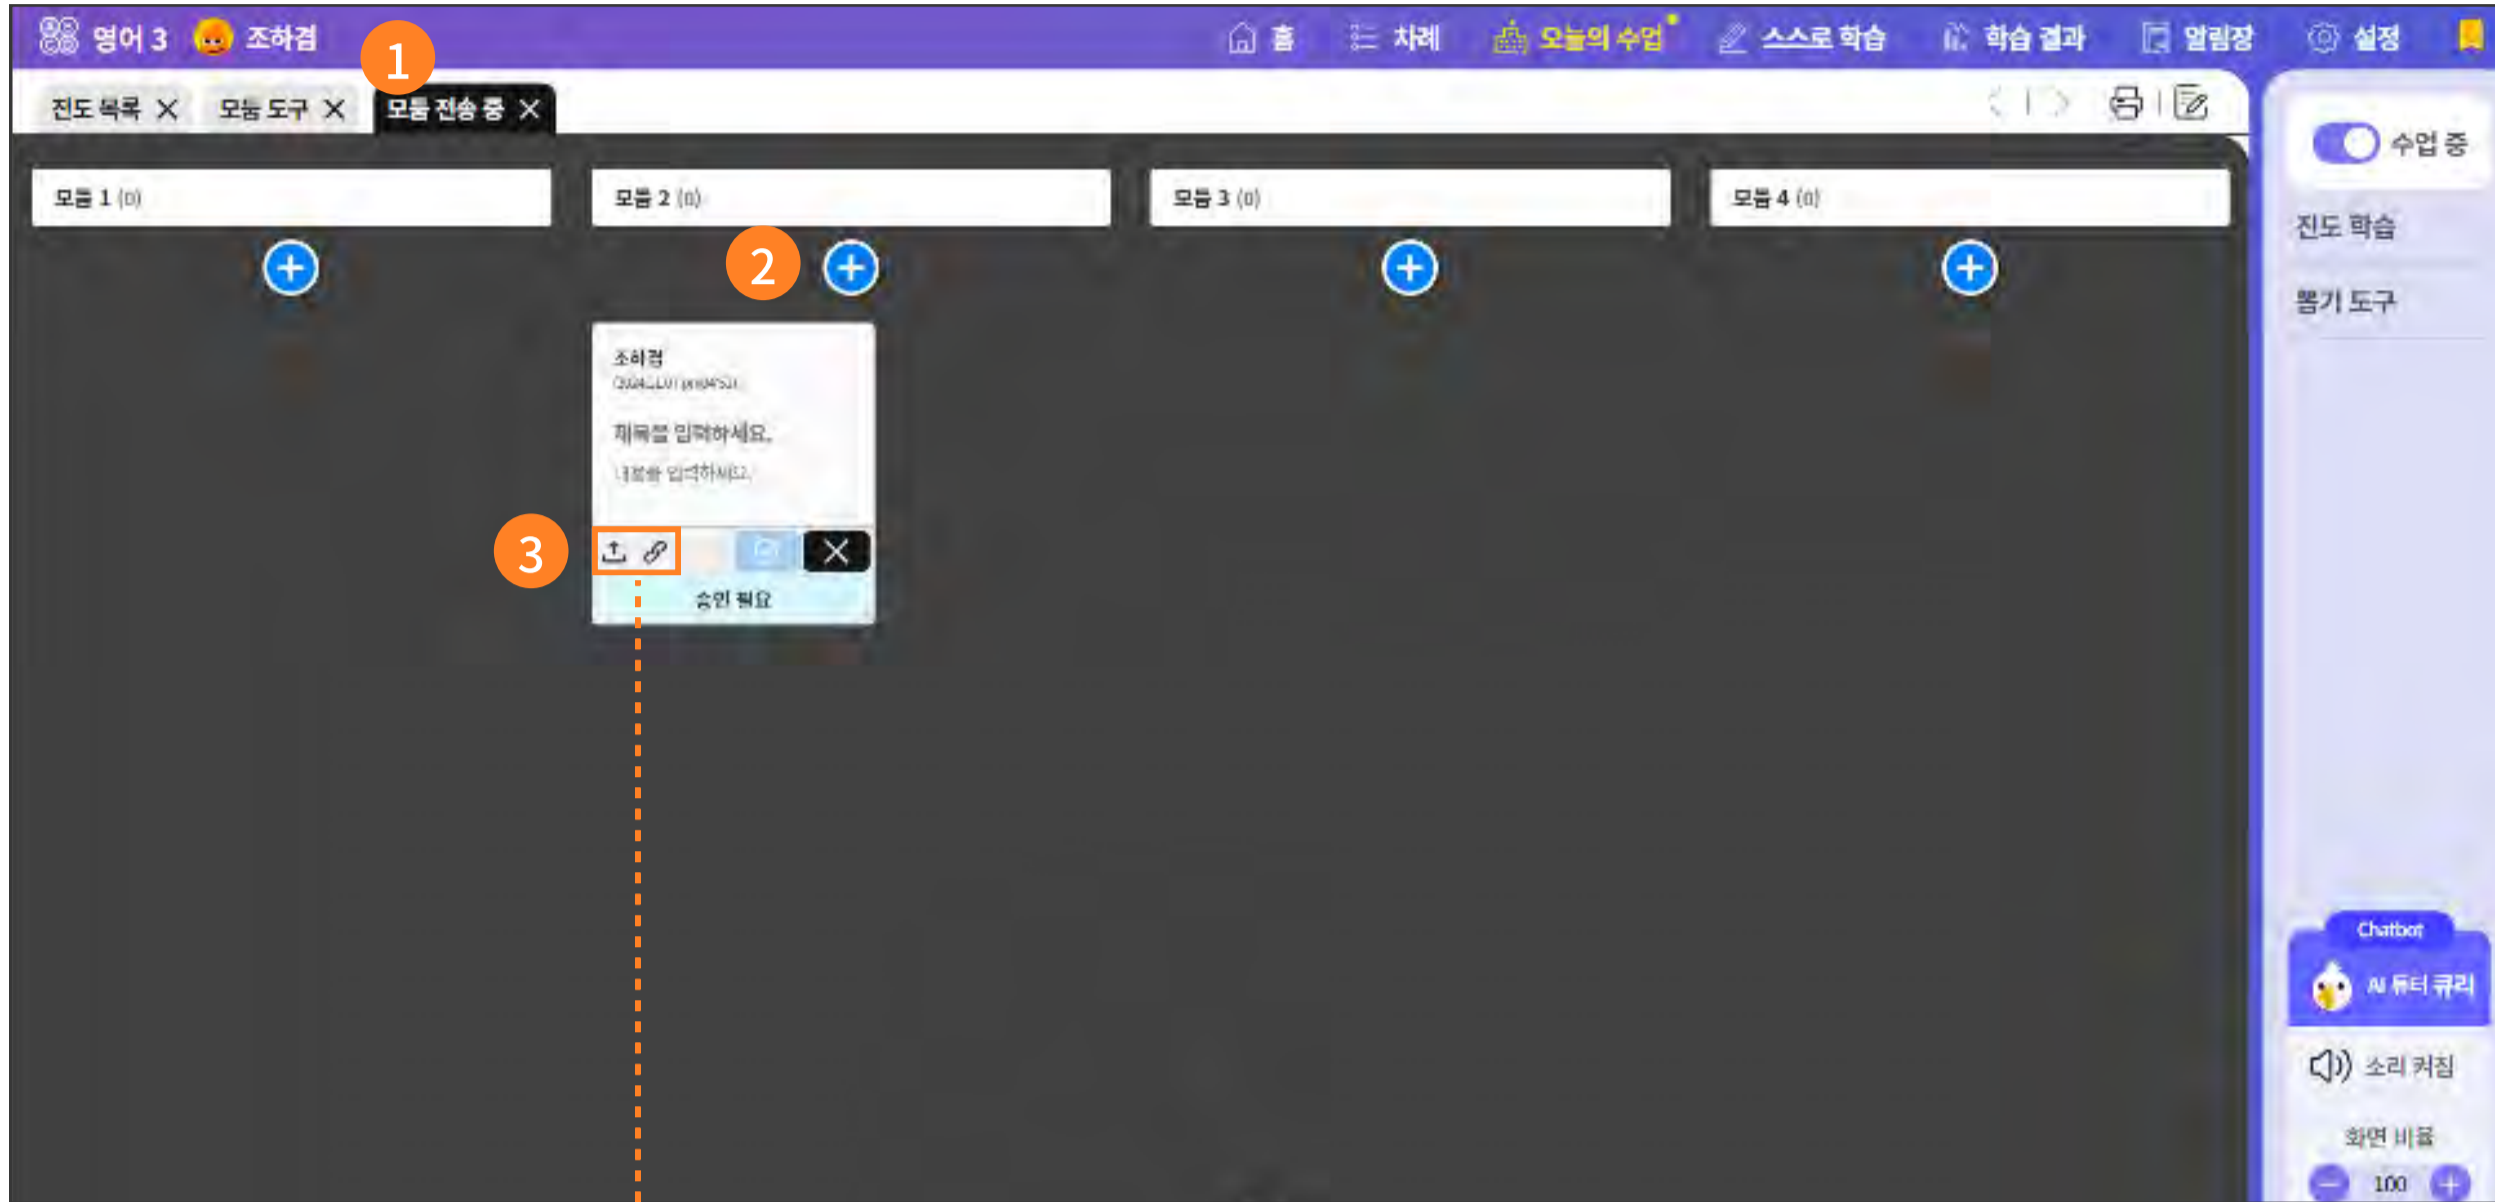 영어 3 조하겸 홈 차례 오늘의 수업 스스로 학습 학습 결과 알림장 설정
1
진도 목록 모둠 도구 모둠 전송 중
수업 중
모둠 1 (0) 모둠 2 (0) 모둠 3 (0) 모둠 4 (0)
진도 학습
2
뽑기 도구
조하겸
제목을 입력하세요.
내용을 입력하세요.
3
승인 필요
Chatbot
AI 튜터 큐리
소리 켜짐
화면 비율
100